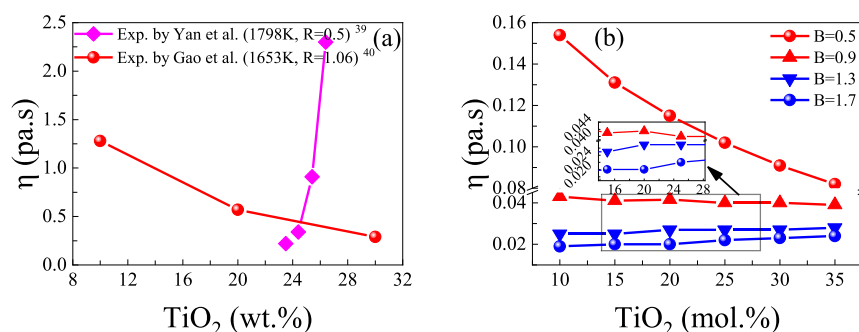 Exp. by Yan et al. (1798K, R=0.5) 39
(a)
Exp. by Gao et al. (1653K, R=1.06) 40
2.5
2.0
1.5
1.0
0.5
0.0
η (pa.s)
8 12 16 20 24 28 32
TiO2 (wt.%)
(b)
B=0.5
B=0.9
B=1.3
B=1.7
0.16
0.14
0.12
0.10
0.08
0.04
0.02
η (pa.s)
0.044
0.040
0.024
0.020
16 20 24 28
10 15 20 25 30 35
TiO2 (mol.%)